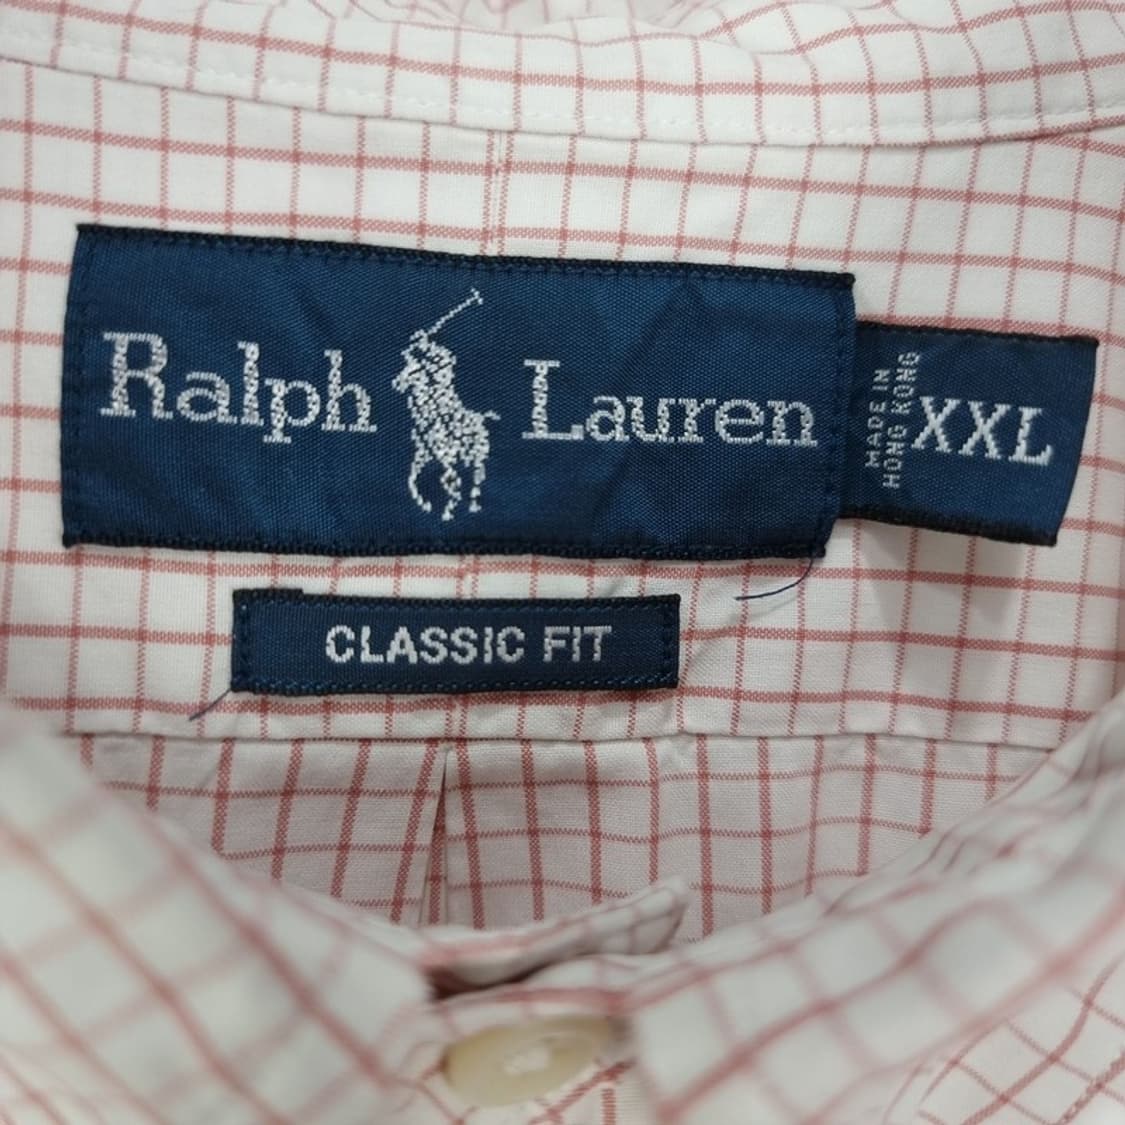 Ralph Lauren
MADE IN
HONG KONG
XXL
CLASSIC FIT